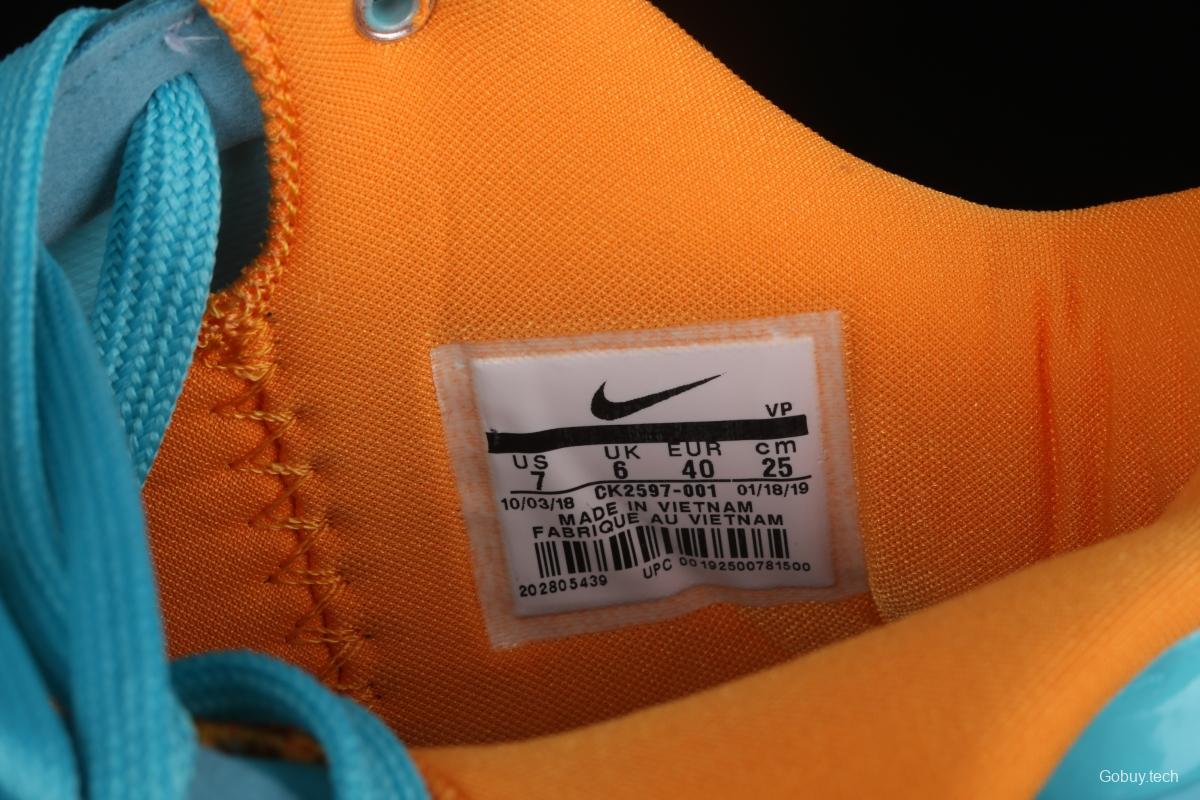 VP
US UK EUR cm
7 6 40 25
10/03/18 CK2597-001 01/18/19
MADE IN VIETNAM
FABRIQUE AU VIETNAM
202805439 UPC 00192500781500
Gobuy.tech